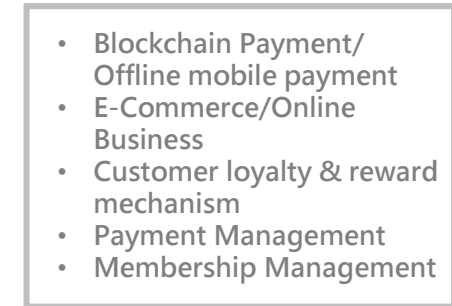 • Blockchain Payment/
Offline mobile payment
• E-Commerce/Online
Business
• Customer loyalty & reward
mechanism
• Payment Management
• Membership Management